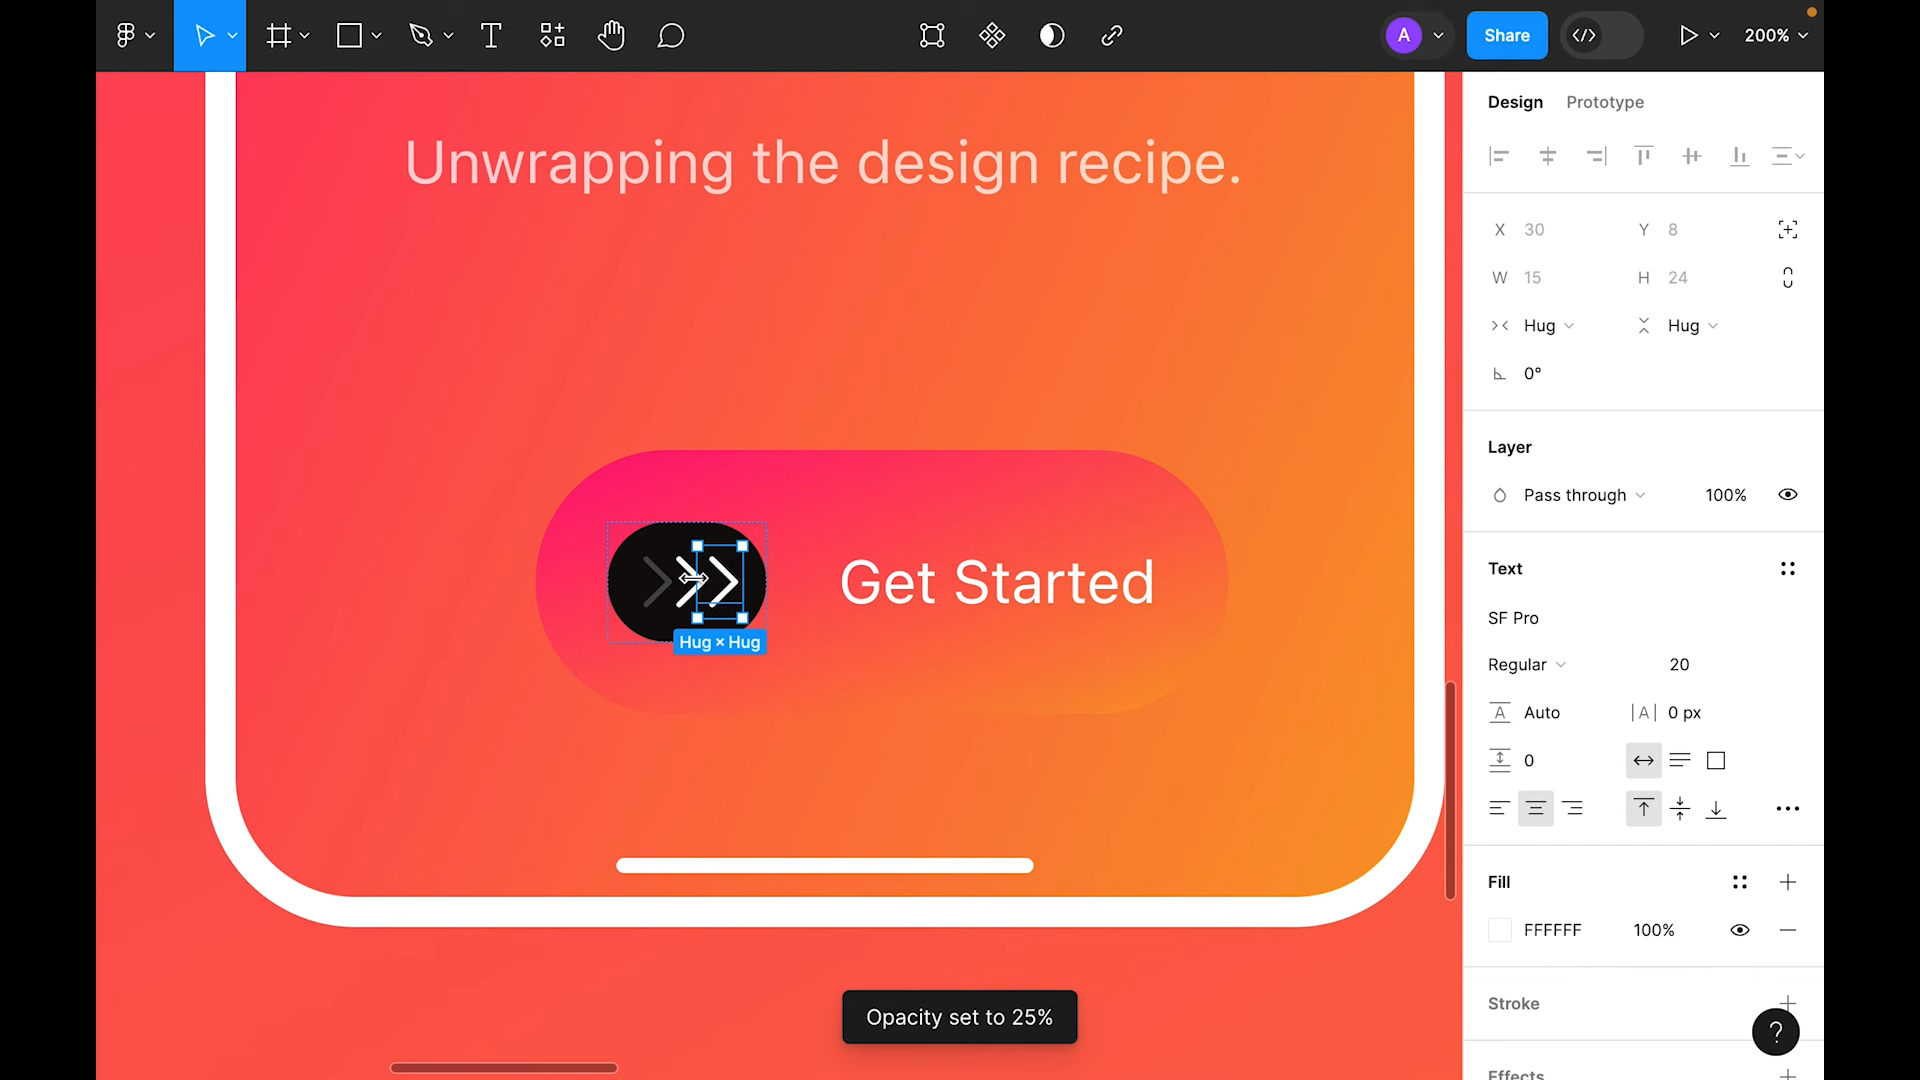 A
Share
200%
Design
Prototype
Unwrapping the design recipe.
X 30
Y 8
W 15
H 24
Hug
Hug
0°
Layer
Pass through
100%
Text
SF Pro
Get Started
Hug × Hug
Regular
20
A Auto
|A| 0 px
0
Fill
FFFFFF
100%
Stroke
Opacity set to 25%
?
Effects